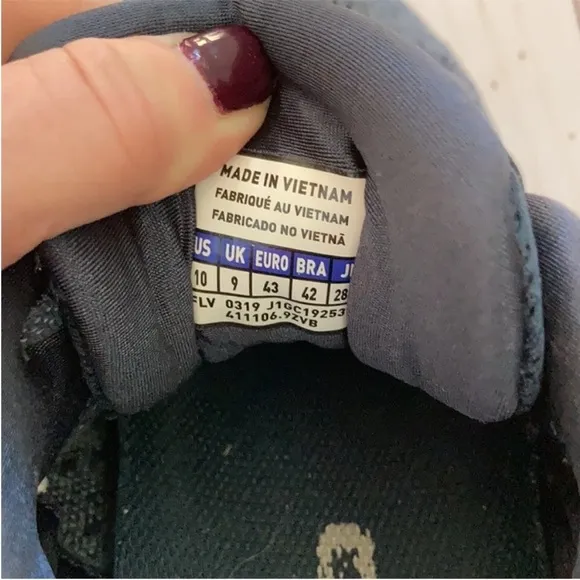 MADE IN VIETNAM
FABRIQUÉ AU VIETNAM
FABRICADO NO VIETNÃ
US UK EURO BRA
10 9 43 42 28
FLV 0319 J1GC19253
411106.9ZVB